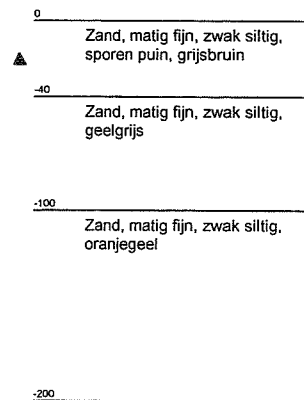 0
Zand, matig fijn, zwak siltig,
sporen puin, grijsbruin
-40
Zand, matig fijn, zwak siltig,
geelgrijs
-100
Zand, matig fijn, zwak siltig,
oranjegeel
-200